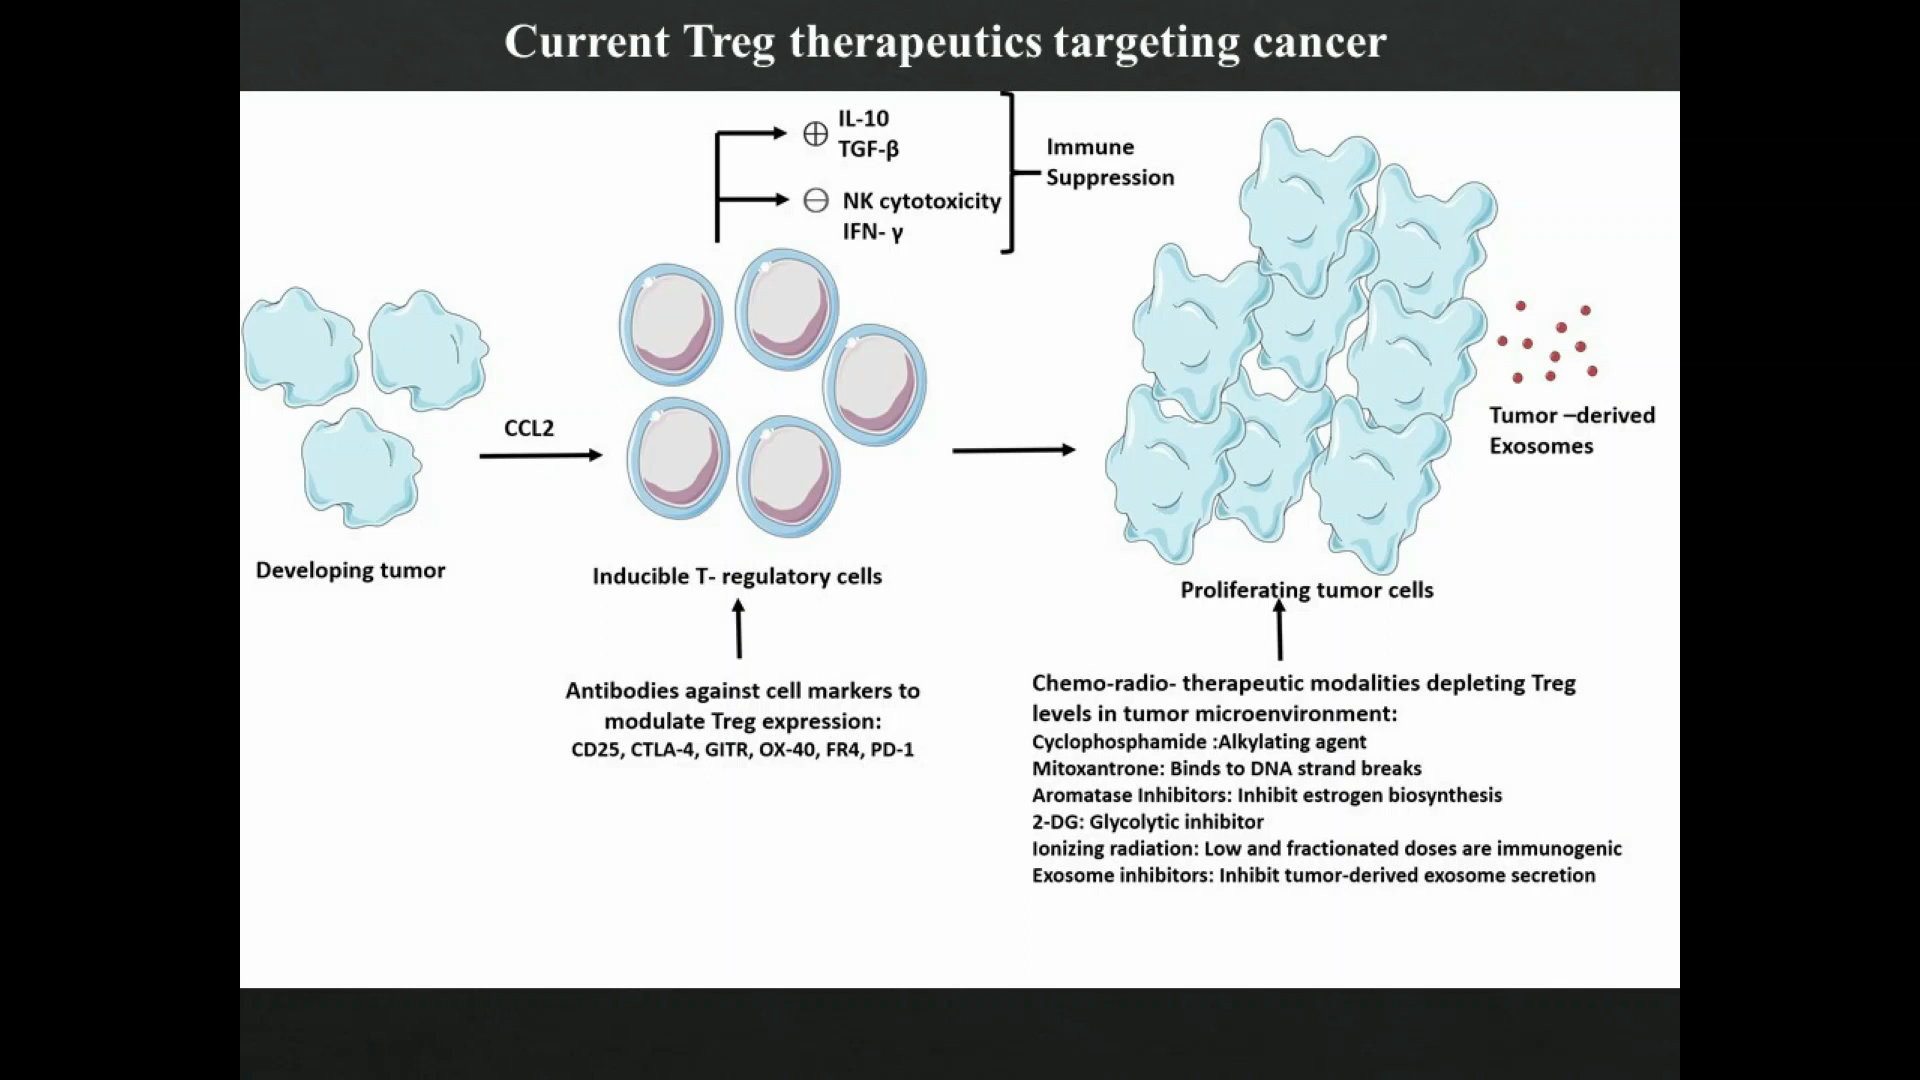 Current Treg therapeutics targeting cancer
IL-10
TGF-β
NK cytotoxicity
IFN- γ
Immune
Suppression
CCL2
Tumor –derived
Exosomes
Developing tumor
Inducible T- regulatory cells
Proliferating tumor cells
Antibodies against cell markers to
modulate Treg expression:
CD25, CTLA-4, GITR, OX-40, FR4, PD-1
Chemo-radio- therapeutic modalities depleting Treg
levels in tumor microenvironment:
Cyclophosphamide :Alkylating agent
Mitoxantrone: Binds to DNA strand breaks
Aromatase Inhibitors: Inhibit estrogen biosynthesis
2-DG: Glycolytic inhibitor
Ionizing radiation: Low and fractionated doses are immunogenic
Exosome inhibitors: Inhibit tumor-derived exosome secretion